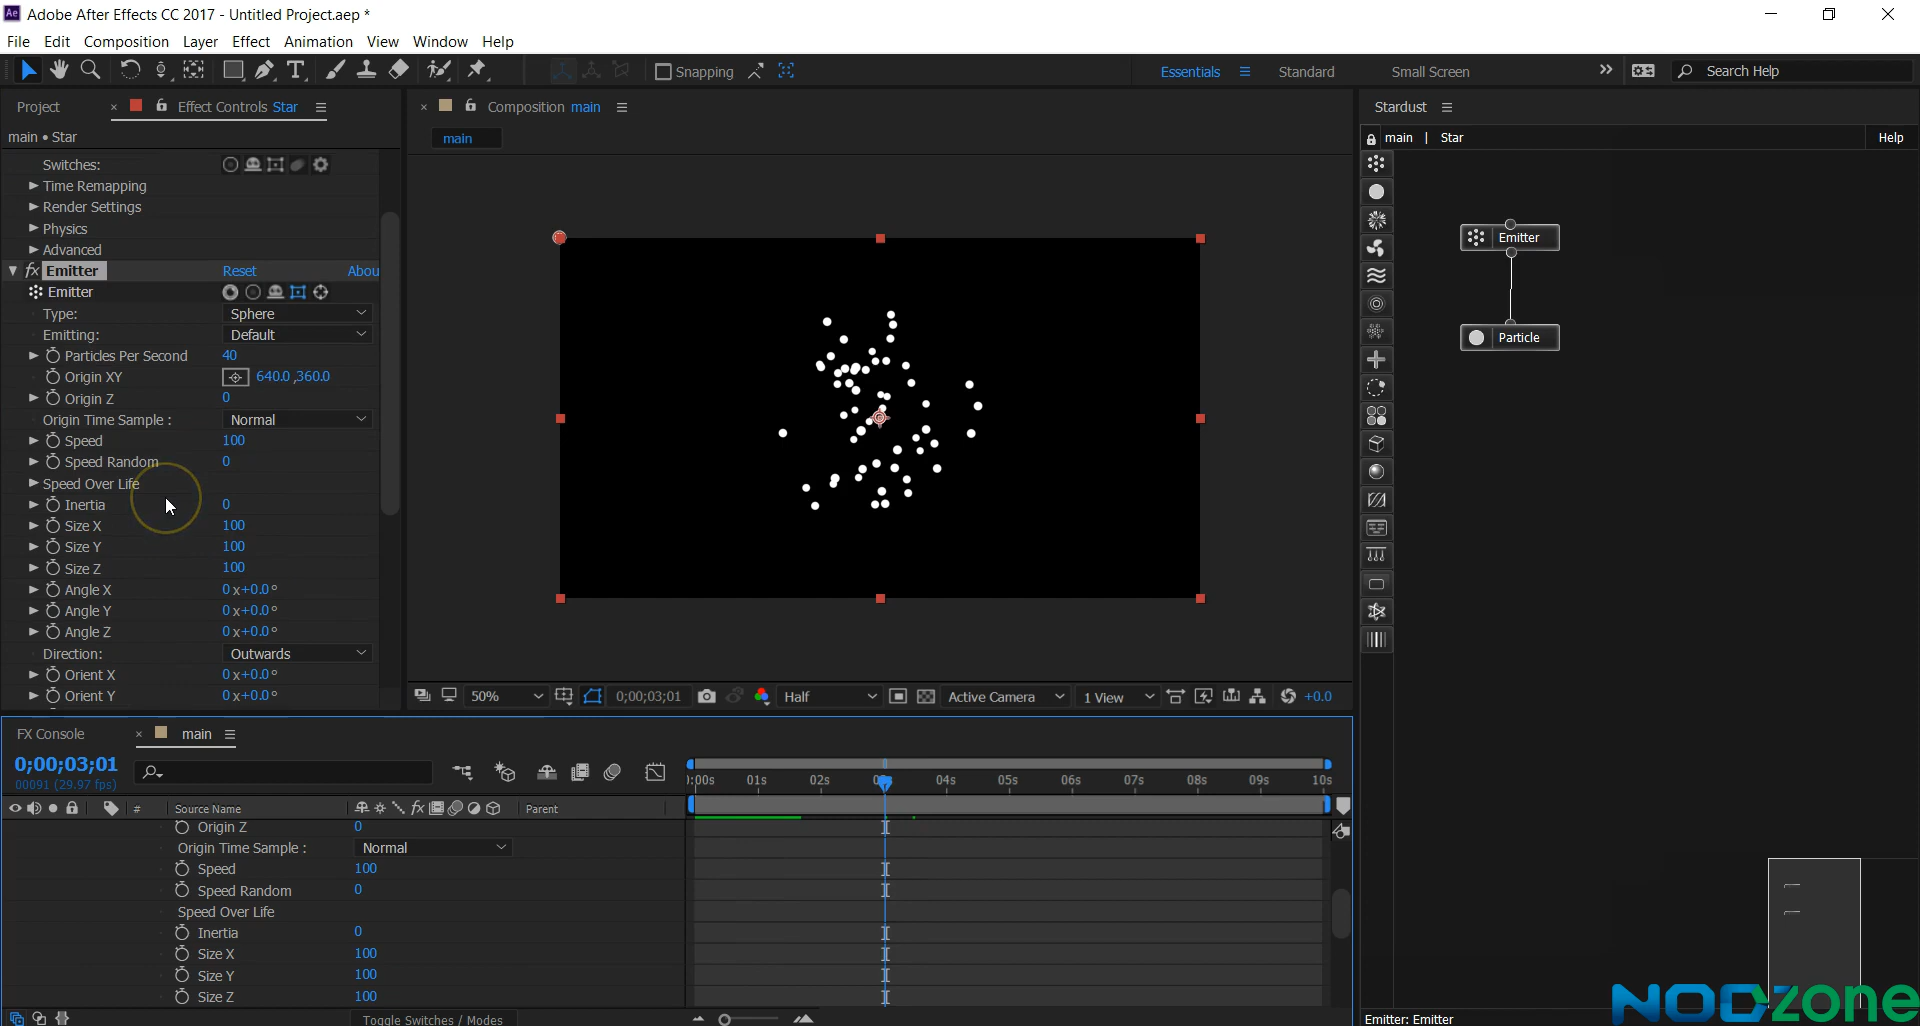 Ae Adobe After Effects CC 2017 - Untitled Project.aep *
File Edit Composition Layer Effect Animation View Window Help
Snapping Essentials Standard Small Screen Search Help
Project Effect Controls Star
Composition main
Stardust
main • Star
main
main | Star Help
Switches:
Time Remapping
Render Settings
Physics
Advanced
fx Emitter Reset Abou
Emitter
Type: Sphere
Emitting: Default
Particles Per Second 40
Origin XY 640.0 ,360.0
Origin Z 0
Origin Time Sample : Normal
Speed 100
Speed Random 0
Speed Over Life
Inertia 0
Size X 100
Size Y 100
Size Z 100
Angle X 0 x+0.0 °
Angle Y 0 x+0.0 °
Angle Z 0 x+0.0 °
Direction: Outwards
Orient X 0 x+0.0 °
Orient Y 0 x+0.0 °
Emitter
Particle
50% 0;00;03;01 Half Active Camera 1 View +0.0
FX Console main
0;00;03;01
00091 (29.97 fps)
):00s 01s 02s 04s 05s 06s 07s 08s 09s 10s
# Source Name fx Parent
Origin Z 0
Origin Time Sample : Normal
Speed 100
Speed Random 0
Speed Over Life
Inertia 0
Size X 100
Size Y 100
Size Z 100
Toggle Switches / Modes
NODzone
Emitter: Emitter